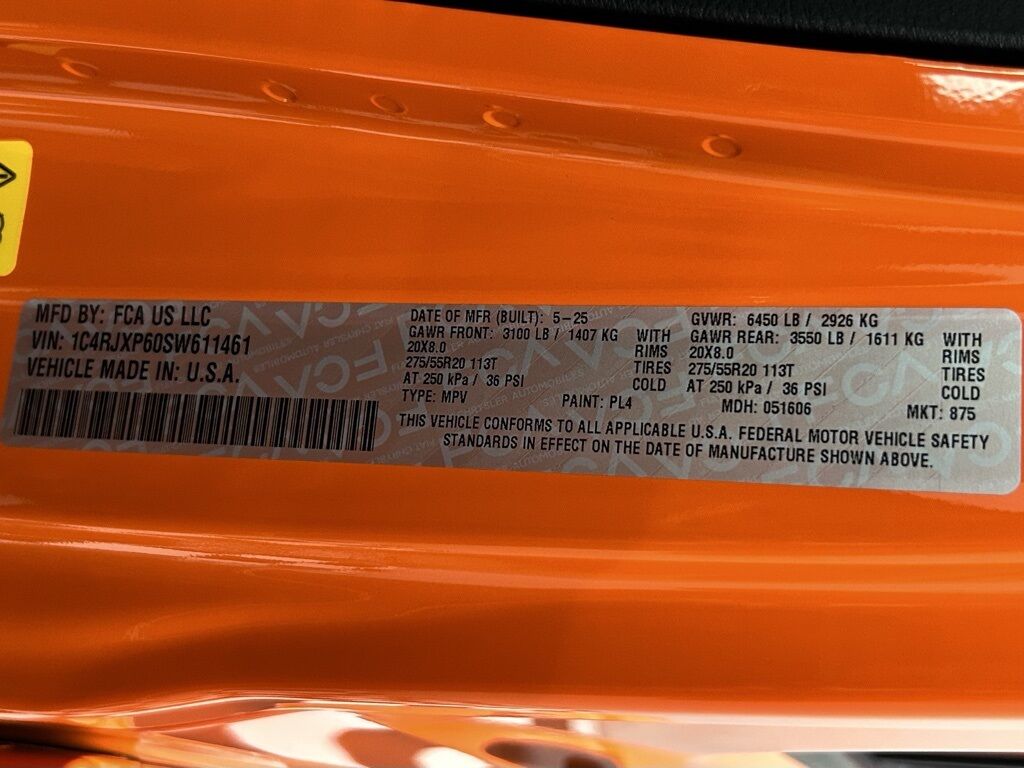 MFD BY: FCA US LLC
VIN: 1C4RJXP60SW611461
VEHICLE MADE IN: U.S.A.
DATE OF MFR (BUILT): 5-25
GAWR FRONT: 3100 LB / 1407 KG WITH
20X8.0 RIMS
275/55R20 113T TIRES
AT 250 kPa / 36 PSI COLD
TYPE: MPV PAINT: PL4
GVWR: 6450 LB / 2926 KG
GAWR REAR: 3550 LB / 1611 KG WITH
20X8.0 RIMS
275/55R20 113T TIRES
AT 250 kPa / 36 PSI COLD
MDH: 051606 MKT: 875
THIS VEHICLE CONFORMS TO ALL APPLICABLE U.S.A. FEDERAL MOTOR VEHICLE SAFETY
STANDARDS IN EFFECT ON THE DATE OF MANUFACTURE SHOWN ABOVE.